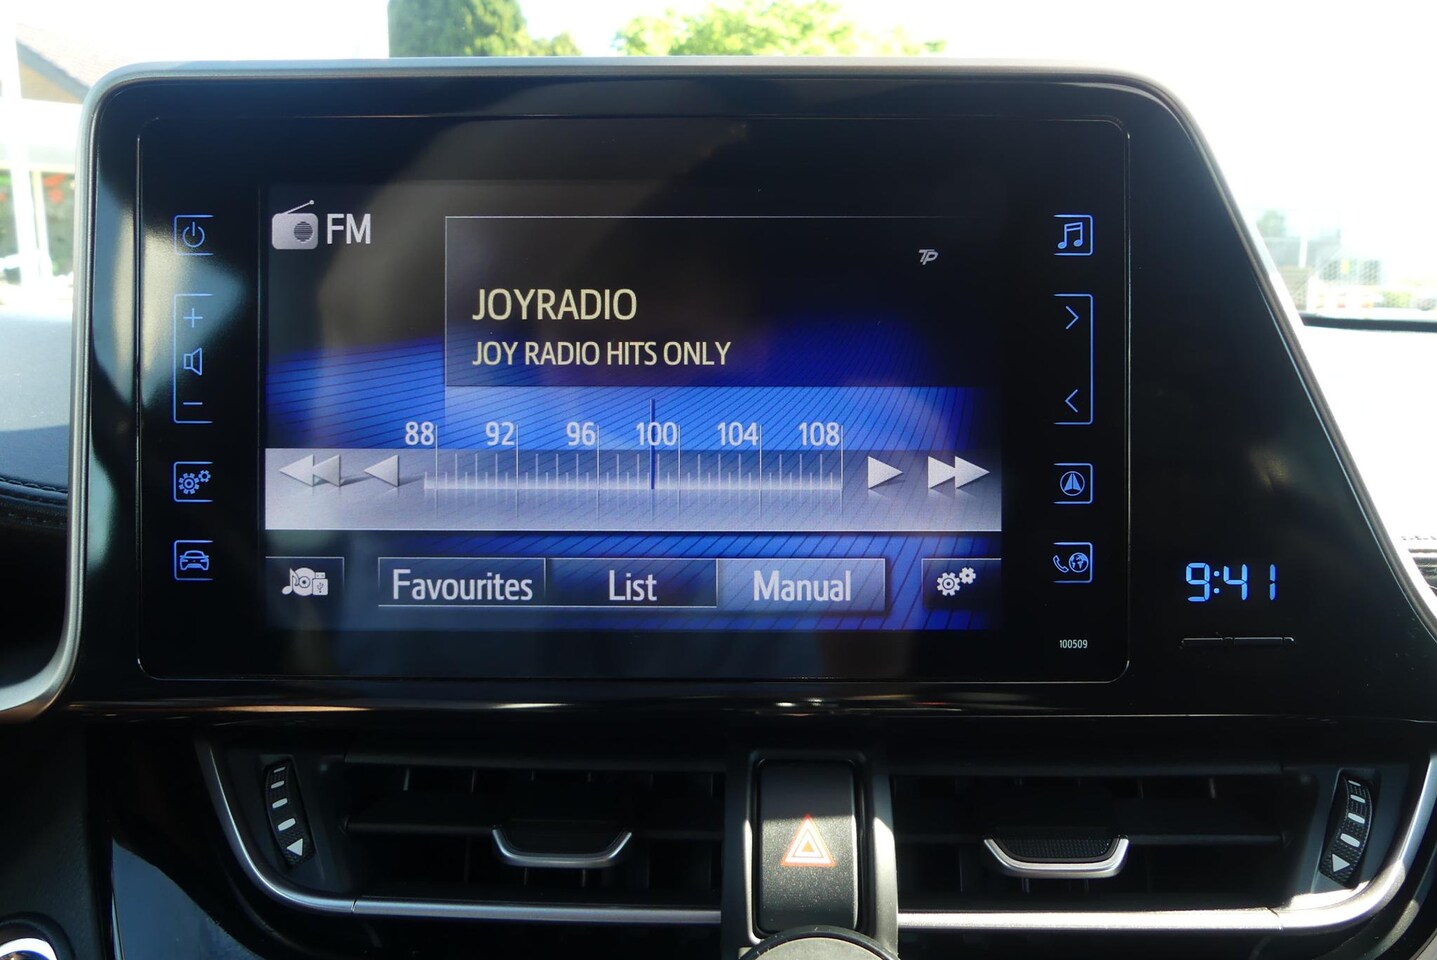 FM
TP
JOYRADIO
JOY RADIO HITS ONLY
88 92 96 100 104 108
Favourites List Manual
9:41
100509